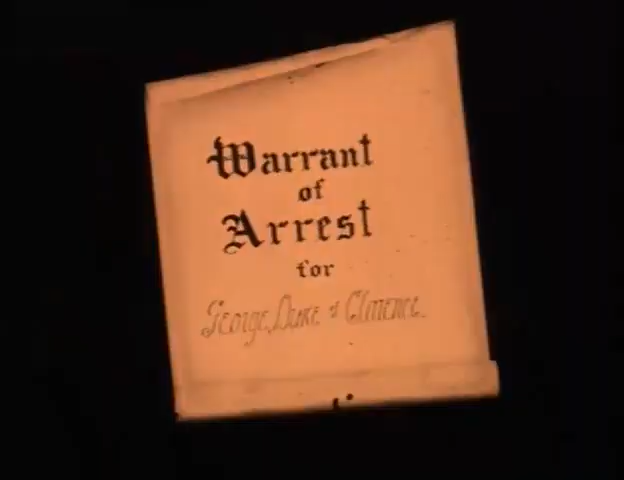 Warrant
of
Arrest
for
George, Duke of Clarence.